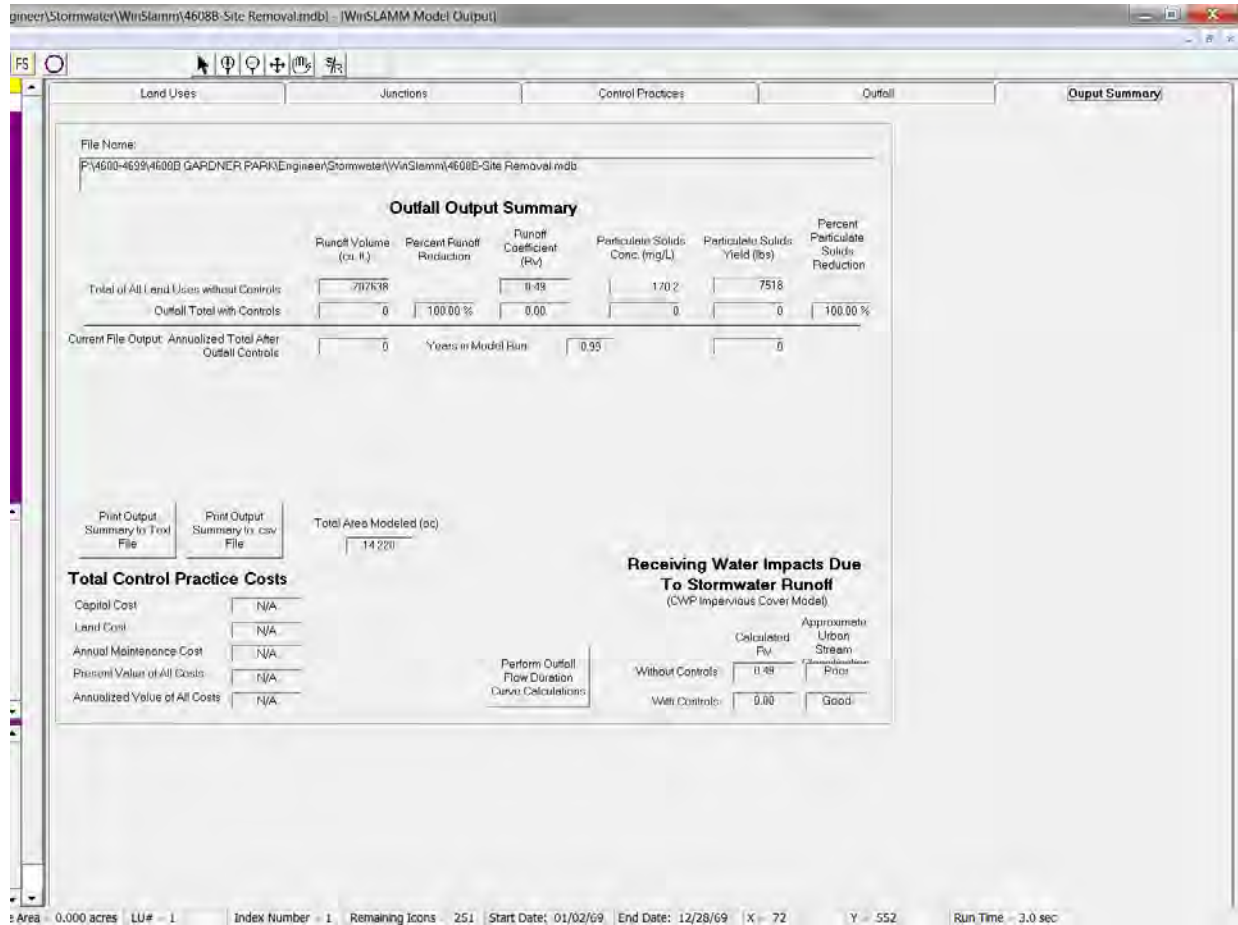 gineer\Stormwater\WinSlamm\4608B-Site Removal.mdb] - [WinSLAMM Model Output]
FS
S/R
Land Uses
Junctions
Control Practices
Outfall
Ouput Summary
File Name:
P:\4600-4699\4608B GARDNER PARK\Engineer\Stormwater\WinSlamm\4608B-Site Removal.mdb
Outfall Output Summary
Runoff Volume (cu. ft.)
Percent Runoff Reduction
Runoff Coefficient (Rv)
Particulate Solids Conc. (mg/L)
Particulate Solids Yield (lbs)
Percent Particulate Solids Reduction
Total of All Land Uses without Controls 707638 0.49 170.2 7518
Outfall Total with Controls 0 100.00 % 0.00 0 0 100.00 %
Current File Output: Annualized Total After Outfall Controls 0 Years in Model Run: 0.99 0
Print Output Summary to Text File
Print Output Summary to .csv File
Total Area Modeled (ac)
14.220
Total Control Practice Costs
Capital Cost N/A
Land Cost N/A
Annual Maintenance Cost N/A
Present Value of All Costs N/A
Annualized Value of All Costs N/A
Perform Outfall Flow Duration Curve Calculations
Receiving Water Impacts Due To Stormwater Runoff
(CWP Impervious Cover Model)
Calculated Rv
Approximate Urban Stream
Without Controls 0.49 Poor
With Controls 0.00 Good
e Area = 0.000 acres LU# = 1 Index Number = 1 Remaining Icons = 251 Start Date: 01/02/69 End Date: 12/28/69 X = 72 Y = 552 Run Time = 3.0 sec